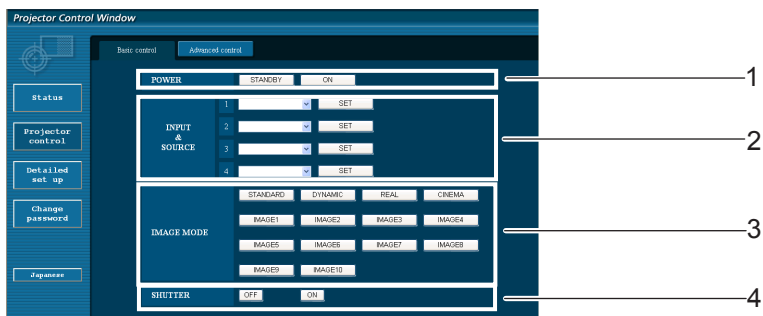 Projector Control Window
Basic control Advanced control
POWER STANDBY ON 1
Status
1 SET
INPUT & SOURCE 2 SET 2
Projector control
3 SET
4 SET
Detailed set up
STANDARD DYNAMIC REAL CINEMA
Change password
IMAGE1 IMAGE2 IMAGE3 IMAGE4
IMAGE MODE 3
IMAGE5 IMAGE6 IMAGE7 IMAGE8
IMAGE9 IMAGE10
Japanese
SHUTTER OFF ON 4